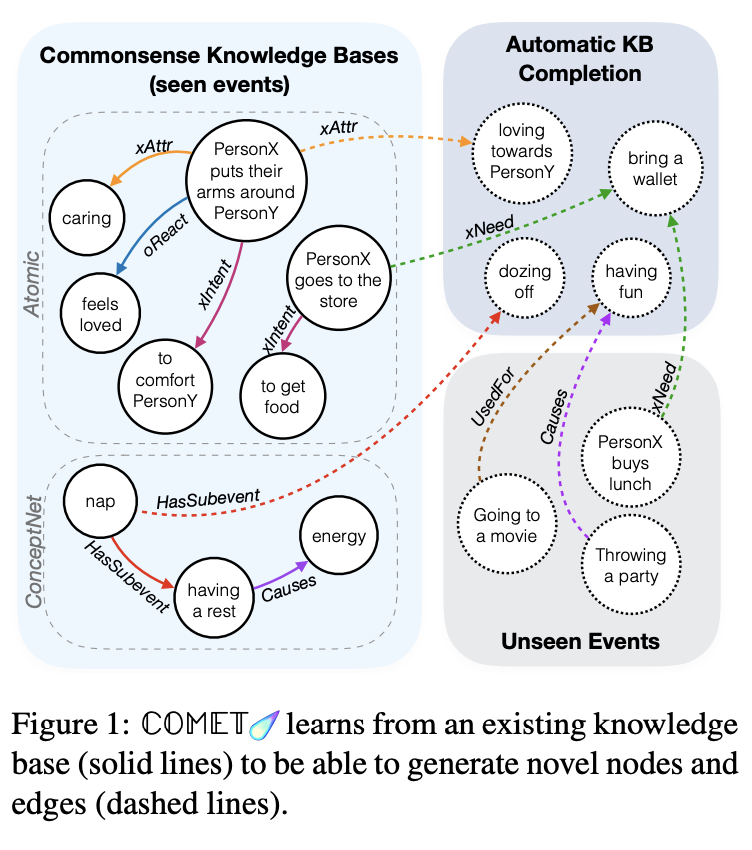 Commonsense Knowledge Bases
(seen events)
Atomic
PersonX
puts their
arms around
PersonY
xAttr
caring
oReact
feels
loved
xIntent
to
comfort
PersonY
PersonX
goes to the
store
xIntent
to get
food
ConceptNet
nap
HasSubevent
HasSubevent
having
a rest
Causes
energy
Automatic KB
Completion
xAttr
loving
towards
PersonY
bring a
wallet
xNeed
dozing
off
having
fun
UsedFor
Causes
xNeed
PersonX
buys
lunch
Going to
a movie
Throwing
a party
Unseen Events
Figure 1: ℂ𝕆𝕄𝔼𝕋 learns from an existing knowledge
base (solid lines) to be able to generate novel nodes and
edges (dashed lines).